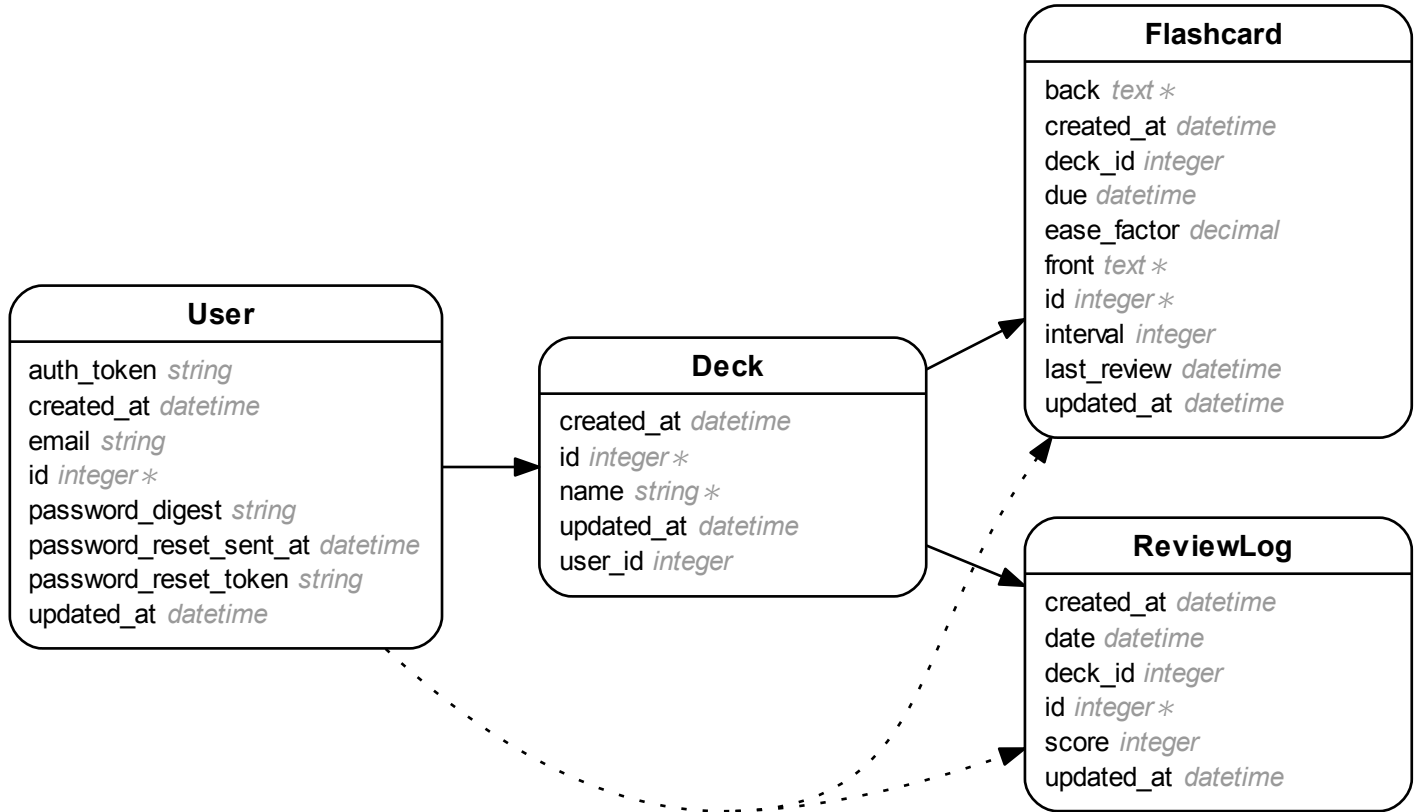 User
auth_token string
created_at datetime
email string
id integer ∗
password_digest string
password_reset_sent_at datetime
password_reset_token string
updated_at datetime
Deck
created_at datetime
id integer ∗
name string ∗
updated_at datetime
user_id integer
Flashcard
back text ∗
created_at datetime
deck_id integer
due datetime
ease_factor decimal
front text ∗
id integer ∗
interval integer
last_review datetime
updated_at datetime
ReviewLog
created_at datetime
date datetime
deck_id integer
id integer ∗
score integer
updated_at datetime